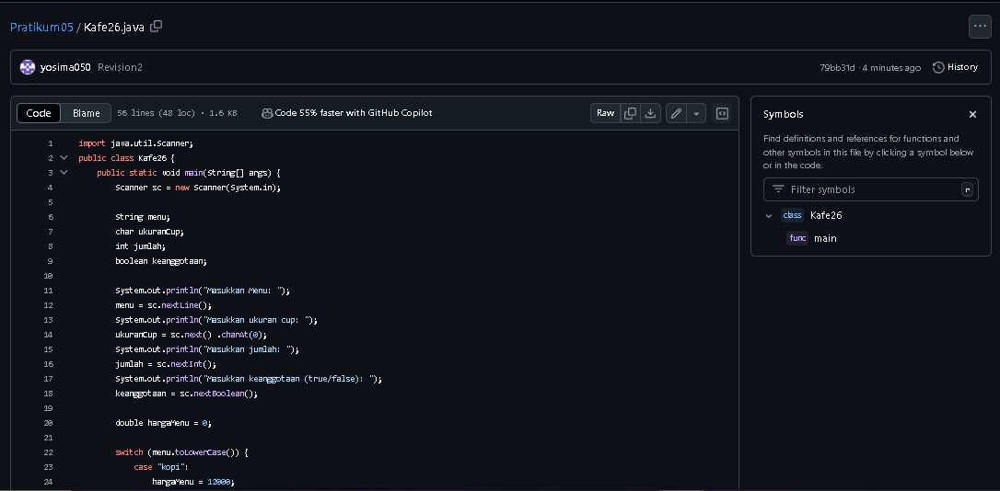 Pratikum05 / Kafe26.java
yosima050 Revision2
79bb31d · 4 minutes ago
History
Code
Blame
56 lines (48 loc) · 1.6 KB
Code 55% faster with GitHub Copilot
Raw
1 import java.util.Scanner;
2 public class Kafe26 {
3 public static void main(String[] args) {
4 Scanner sc = new Scanner(System.in);
5
6 String menu;
7 char ukuranCup;
8 int jumlah;
9 boolean keanggotaan;
10
11 System.out.println("Masukkan Menu: ");
12 menu = sc.nextLine();
13 System.out.println("Masukkan ukuran cup: ");
14 ukuranCup = sc.next() .charAt(0);
15 System.out.println("Masukkan jumlah: ");
16 jumlah = sc.nextInt();
17 System.out.println("Masukkan keanggotaan (true/false): ");
18 keanggotaan = sc.nextBoolean();
19
20 double hargaMenu = 0;
21
22 switch (menu.toLowerCase()) {
23 case "kopi":
24 hargaMenu = 12000;
Symbols
Find definitions and references for functions and
other symbols in this file by clicking a symbol below
or in the code.
Filter symbols
r
class Kafe26
func main